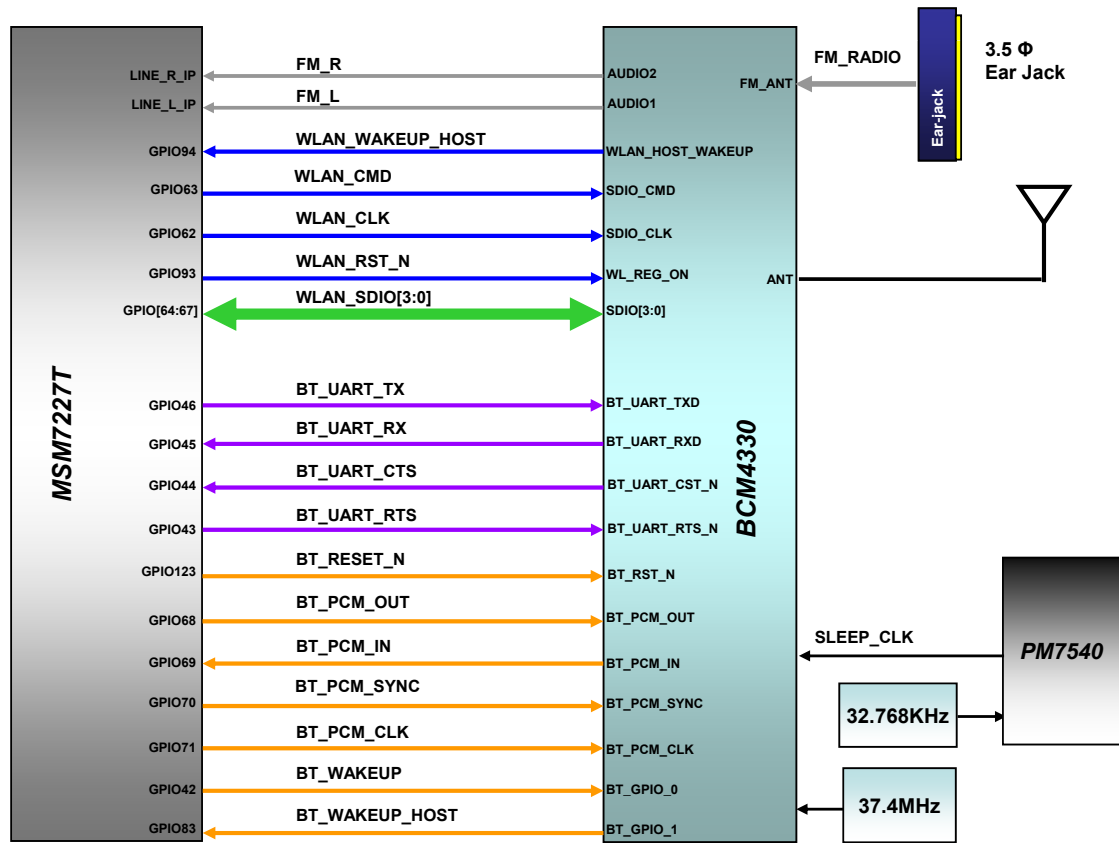 FM_R
LINE_R_IP
AUDIO2
FM_L
LINE_L_IP
AUDIO1
WLAN_WAKEUP_HOST
GPIO94
WLAN_HOST_WAKEUP
WLAN_CMD
GPIO63
SDIO_CMD
WLAN_CLK
GPIO62
SDIO_CLK
WLAN_RST_N
GPIO93
WL_REG_ON
WLAN_SDIO[3:0]
GPIO[64:67]
SDIO[3:0]
MSM7227T
BT_UART_TX
GPIO46
BT_UART_TXD
BT_UART_RX
GPIO45
BT_UART_RXD
BT_UART_CTS
GPIO44
BT_UART_CST_N
BT_UART_RTS
GPIO43
BT_UART_RTS_N
BT_RESET_N
GPIO123
BT_RST_N
BT_PCM_OUT
GPIO68
BT_PCM_OUT
BT_PCM_IN
GPIO69
BT_PCM_IN
BT_PCM_SYNC
GPIO70
BT_PCM_SYNC
BT_PCM_CLK
GPIO71
BT_PCM_CLK
BT_WAKEUP
GPIO42
BT_GPIO_0
BT_WAKEUP_HOST
GPIO83
BT_GPIO_1
BCM4330
FM_RADIO
FM_ANT
Ear-jack
3.5 Φ
Ear Jack
ANT
SLEEP_CLK
PM7540
32.768KHz
37.4MHz